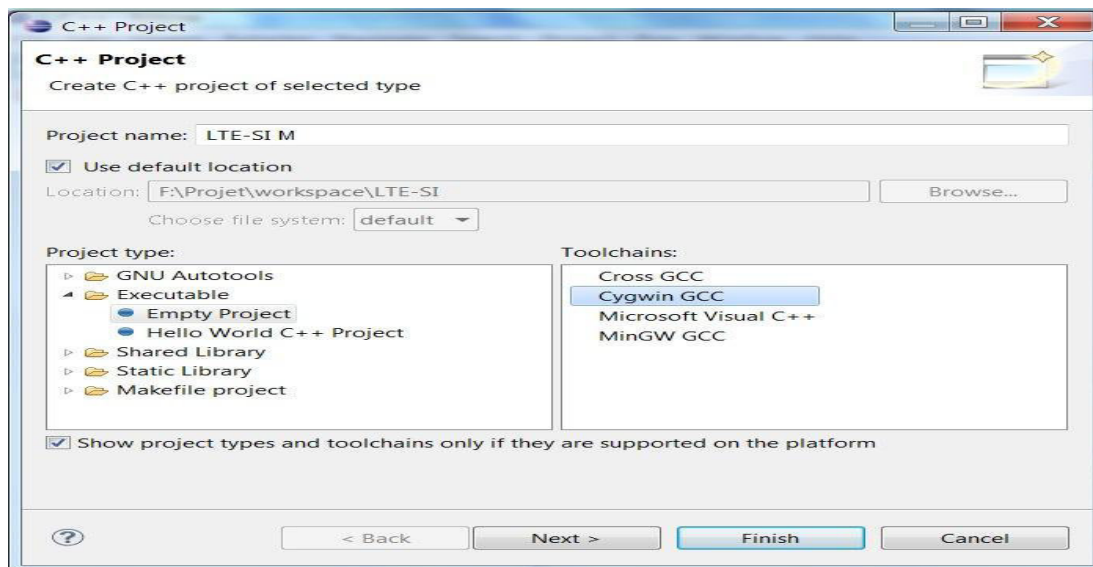 C++ Project
C++ Project
Create C++ project of selected type
Project name: LTE-SI M
Use default location
Location: F:\Projet\workspace\LTE-SI Browse...
Choose file system: default
Project type: Toolchains:
GNU Autotools Cross GCC
Executable Cygwin GCC
Empty Project Microsoft Visual C++
Hello World C++ Project MinGW GCC
Shared Library
Static Library
Makefile project
Show project types and toolchains only if they are supported on the platform
? < Back Next > Finish Cancel